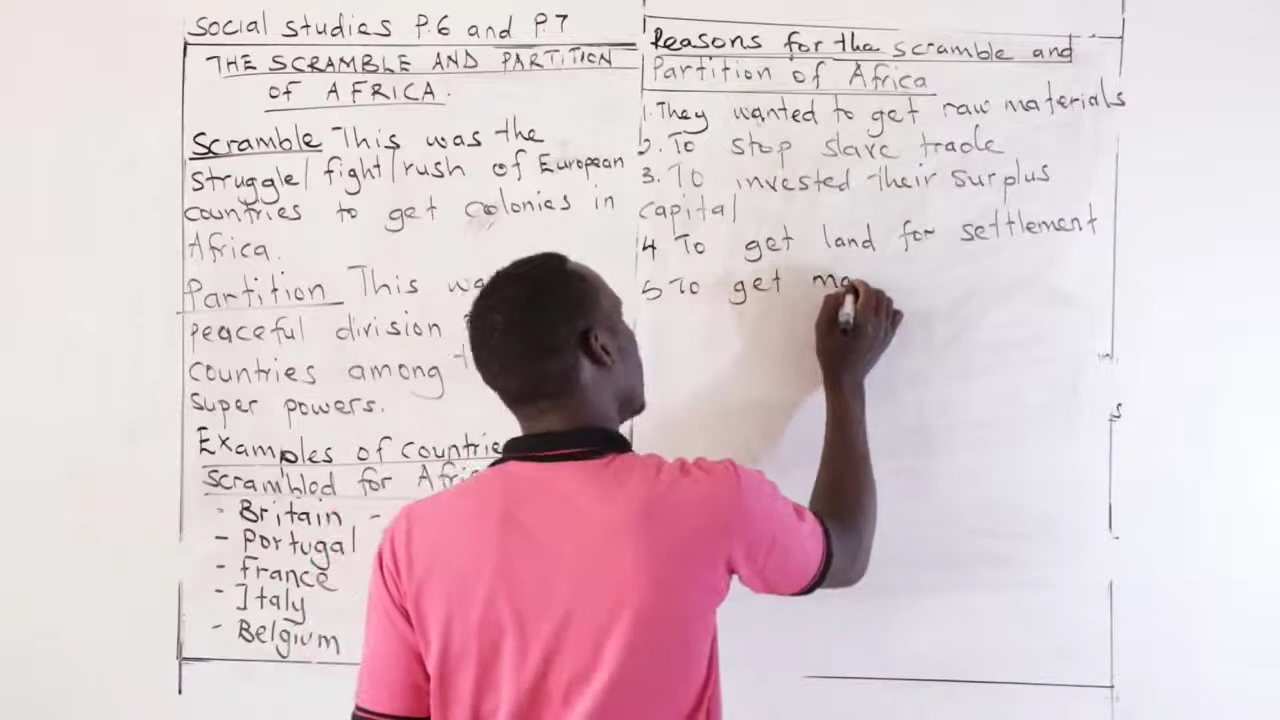 Social studies P.6 and P.7
THE SCRAMBLE AND PARTITION
OF AFRICA.
Scramble This was the
struggle/fight/rush of European
countries to get colonies in
Africa.
Partition This
peaceful division
countries among
super powers.
Examples of
scrambled for
- Britain -
- Portugal
- France
- Italy
- Belgium
Reasons for the scramble and
Partition of Africa
1. They wanted to get raw materials
2. To stop slave trade
3. To invested their surplus
capital
4 To get land for settlement
5 To get